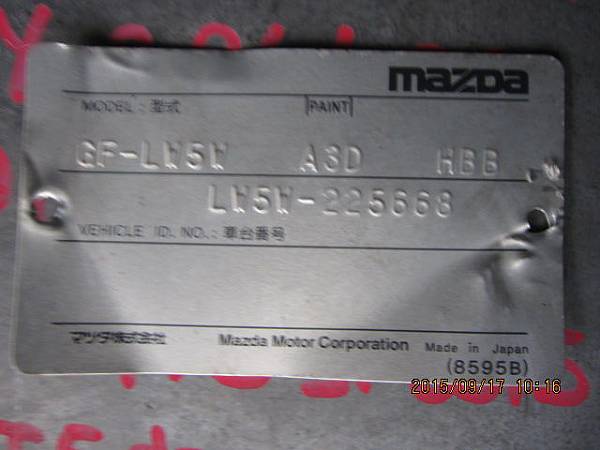 mazda
MODEL : 型式 PAINT
GF-LW5W A3D HBB
LW5W-225668
VEHICLE ID. NO.: 車台番号
マツダ株式会社 Mazda Motor Corporation Made in Japan
(8595B)
2015/09/17 10:16